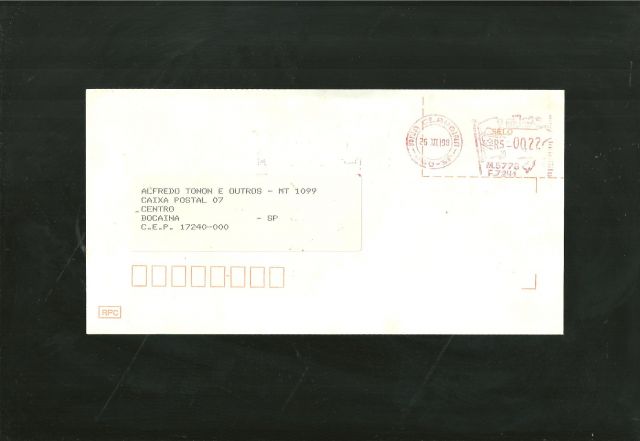 SELO
ALFREDO TONON E OUTROS - MT 1099
CAIXA POSTAL 07
CENTRO
BOCAINA - SP
C.E.P. 17240-000
RPC